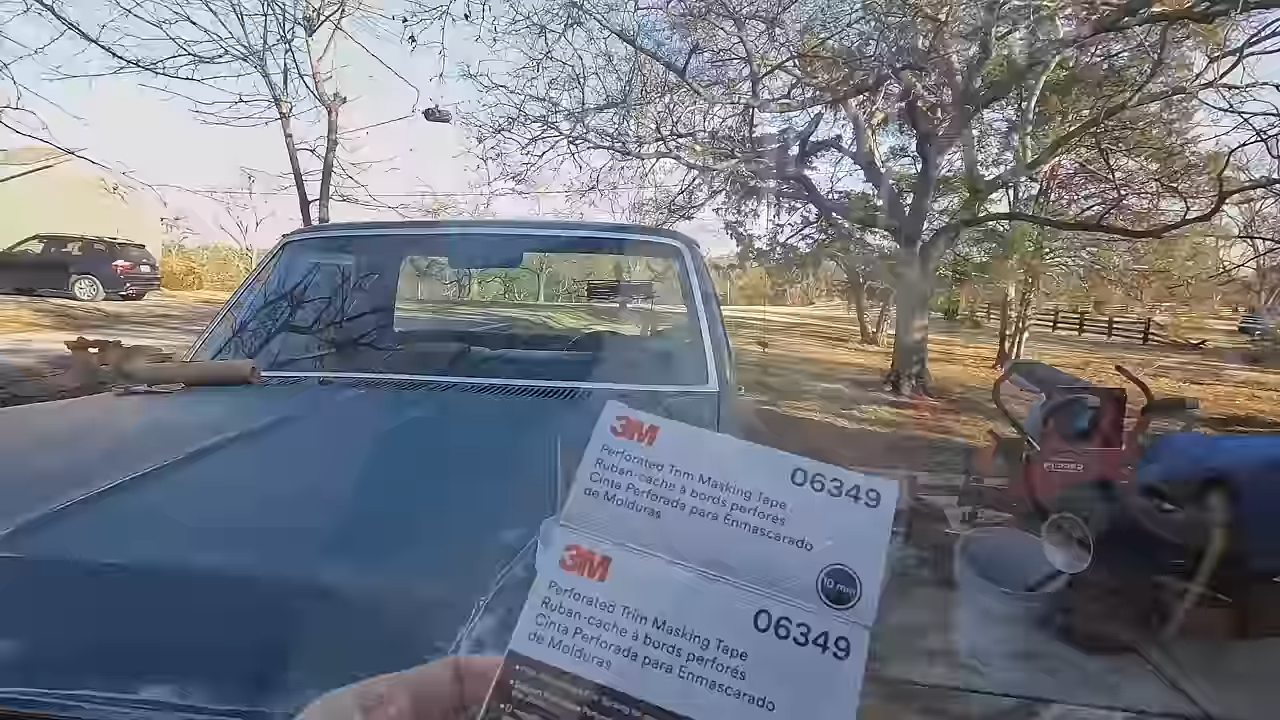 3M
06349
Perforated Trim Masking Tape
Ruban-cache à bords perforés
Cinta Perforada para Enmascarado
de Molduras
10 mm
3M
06349
Perforated Trim Masking Tape
Ruban-cache à bords perforés
Cinta Perforada para Enmascarado
de Molduras